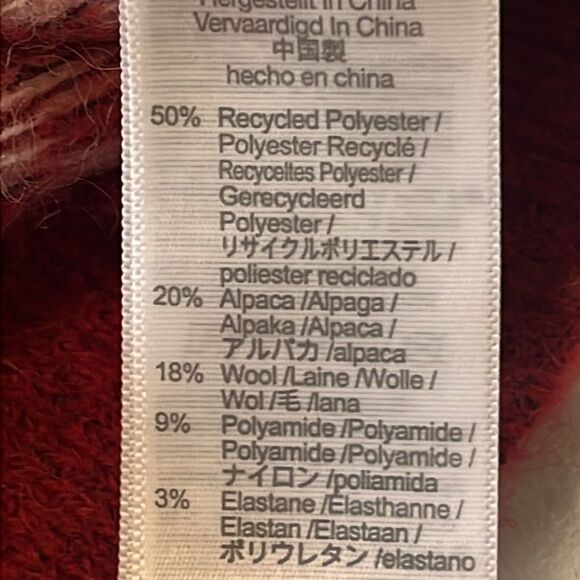 Hergestellt In China
Vervaardigd In China
中国製
hecho en china
50% Recycled Polyester /
Polyester Recyclé /
Recyceltes Polyester /
Gerecycleerd
Polyester /
リサイクルポリエステル /
poliester reciclado
20% Alpaca /Alpaga /
Alpaka /Alpaca /
アルパカ /alpaca
18% Wool /Laine /Wolle /
Wol /毛 /lana
9% Polyamide /Polyamide /
Polyamide /Polyamide /
ナイロン /poliamida
3% Elastane /Elasthanne /
Elastan /Elastaan /
ポリウレタン /elastano